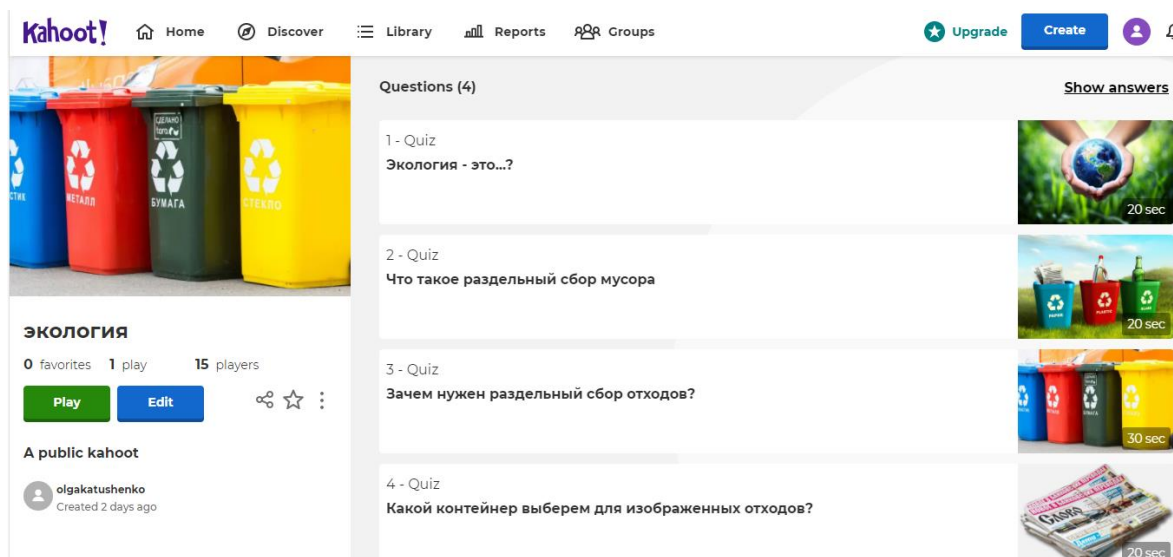 Kahoot!
Home
Discover
Library
Reports
Groups
Upgrade
Create
СДЕЛАНО
СТИК
МЕТАЛЛ
БУМАГА
СТЕКЛО
экология
0 favorites 1 play 15 players
Play
Edit
A public kahoot
olgakatushenko
Created 2 days ago
Questions (4)
Show answers
1 - Quiz
Экология - это...?
20 sec
2 - Quiz
Что такое раздельный сбор мусора
20 sec
3 - Quiz
Зачем нужен раздельный сбор отходов?
30 sec
4 - Quiz
Какой контейнер выберем для изображенных отходов?
СЛОВО
20 sec